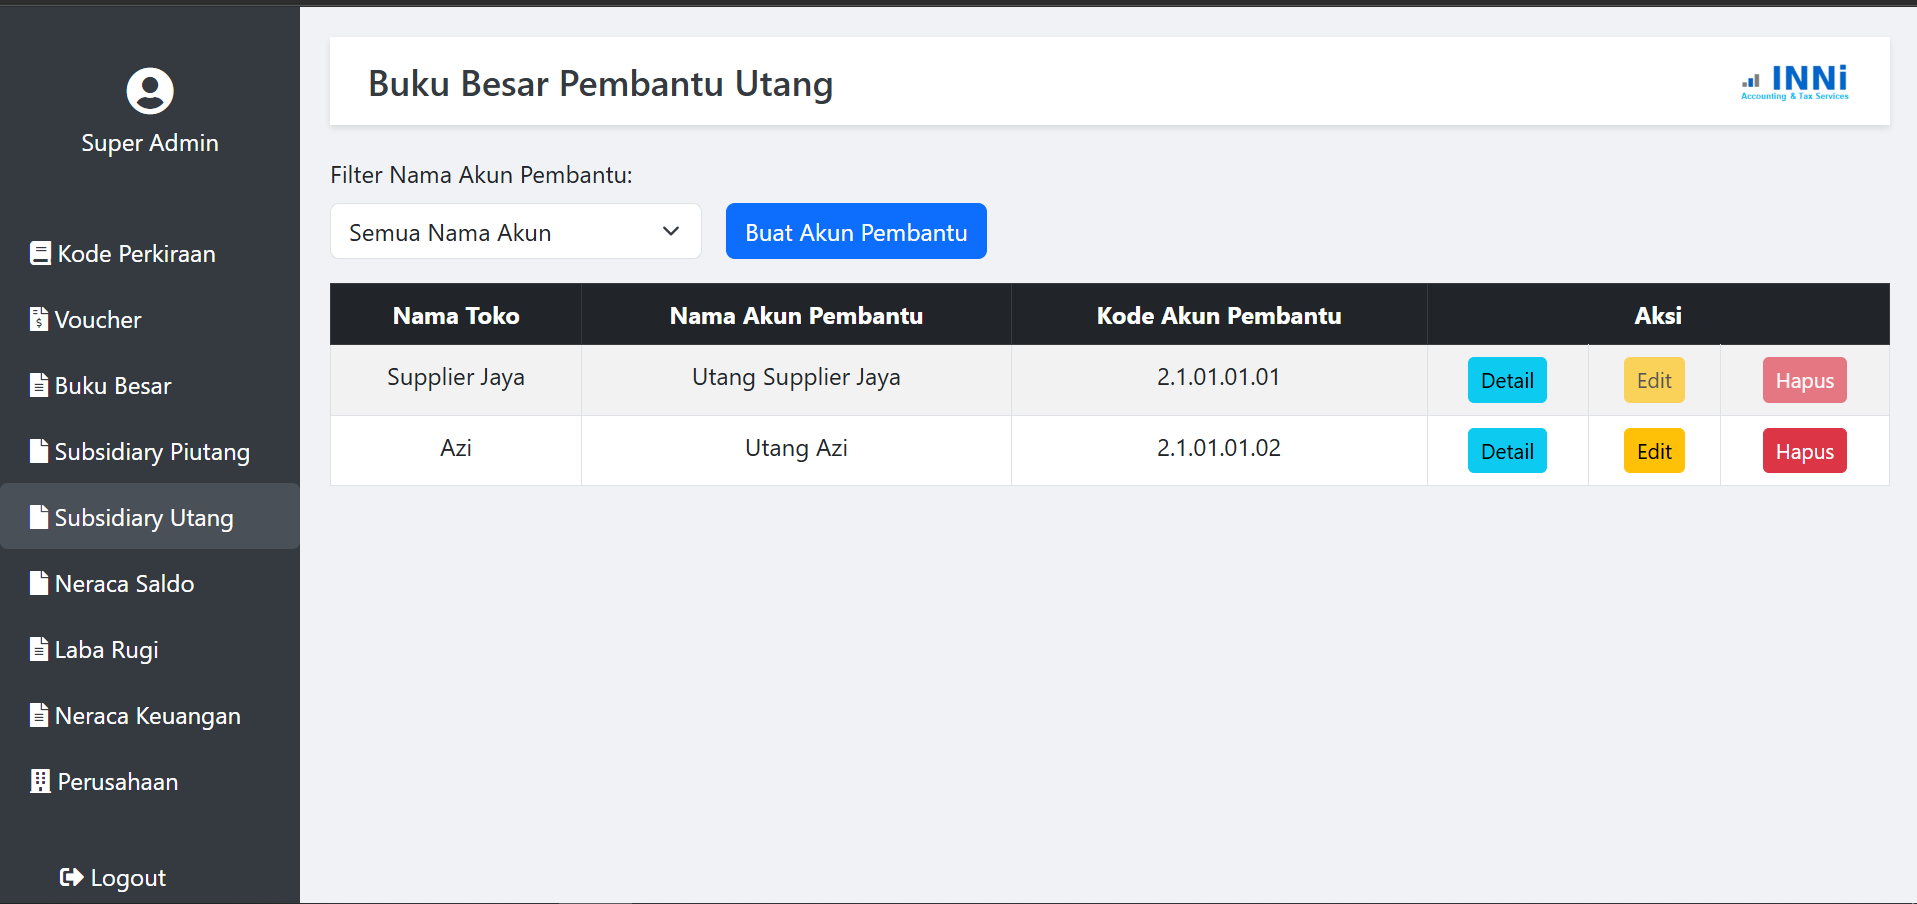 Super Admin
Kode Perkiraan
Voucher
Buku Besar
Subsidiary Piutang
Subsidiary Utang
Neraca Saldo
Laba Rugi
Neraca Keuangan
Perusahaan
Logout
Buku Besar Pembantu Utang
INNi
Accounting & Tax Services
Filter Nama Akun Pembantu:
Semua Nama Akun
Buat Akun Pembantu
Nama Toko Nama Akun Pembantu Kode Akun Pembantu Aksi
Supplier Jaya Utang Supplier Jaya 2.1.01.01.01 Detail Edit Hapus
Azi Utang Azi 2.1.01.01.02 Detail Edit Hapus